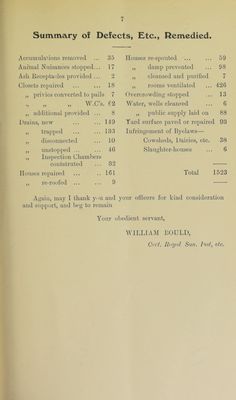 7
Summary of Defects, Etc., Remedied.
Accumulations removed ... 35
Animal Nuisances stopped... 17
Ash Receptacles provided ... 2
Closets repaired ... ... 18
„ privies converted to pails 7
„ „ „ W.C's. 62
„ additional provided ... 8
Drains, new ... ... 149
„ trapped ... ... 133
„ disconnected ... 10
„ unstopped ... ... 46
„ Inspection Chambers
constructed ... 32
Houses repaired ... .. 161
„ re-roofed ... ... 9
Houses re-spouted ... ... 59
„ damp prevented ... 98
„ cleansed and purified 7
„ rooms ventilated ... 426
Overcrowding stopped ... 13
Water, wells cleansed ... 6
„ public supply laid on 88
Yard surface paved or repaired 93
Infringement of Byelaws—
Cowsheds, Dairies, etc. 38
Slaughter-houses ... 6
Total 1523
Again, may I thank you and your officers for kind consideration
and support, and beg to remain
Your obedient servant,
WILLIAM BOULD,
Cert. Royal San. Inst, etc.